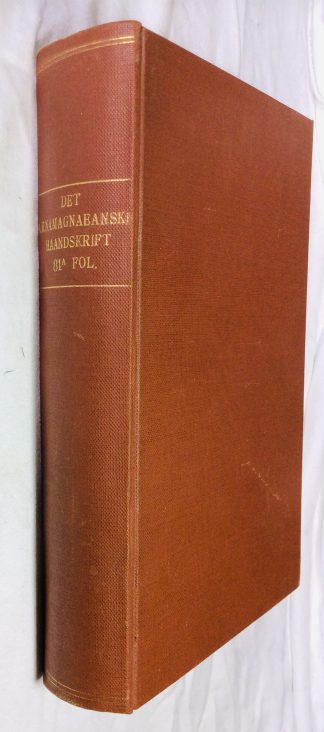 DET
ARNAMAGNAEANSKE
HAANDSKRIFT
81A FOL.